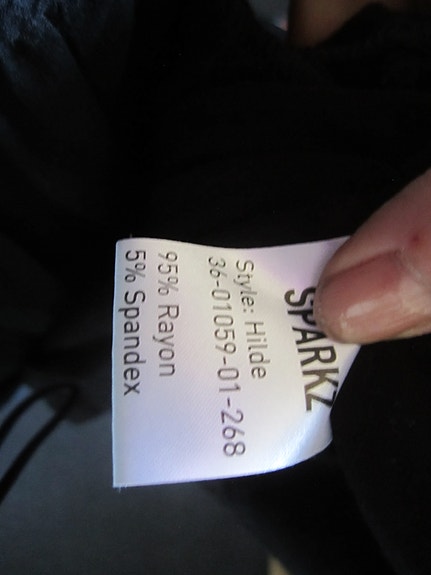 SPARKZ
Style: Hilde
36-01059-01-268
95% Rayon
5% Spandex